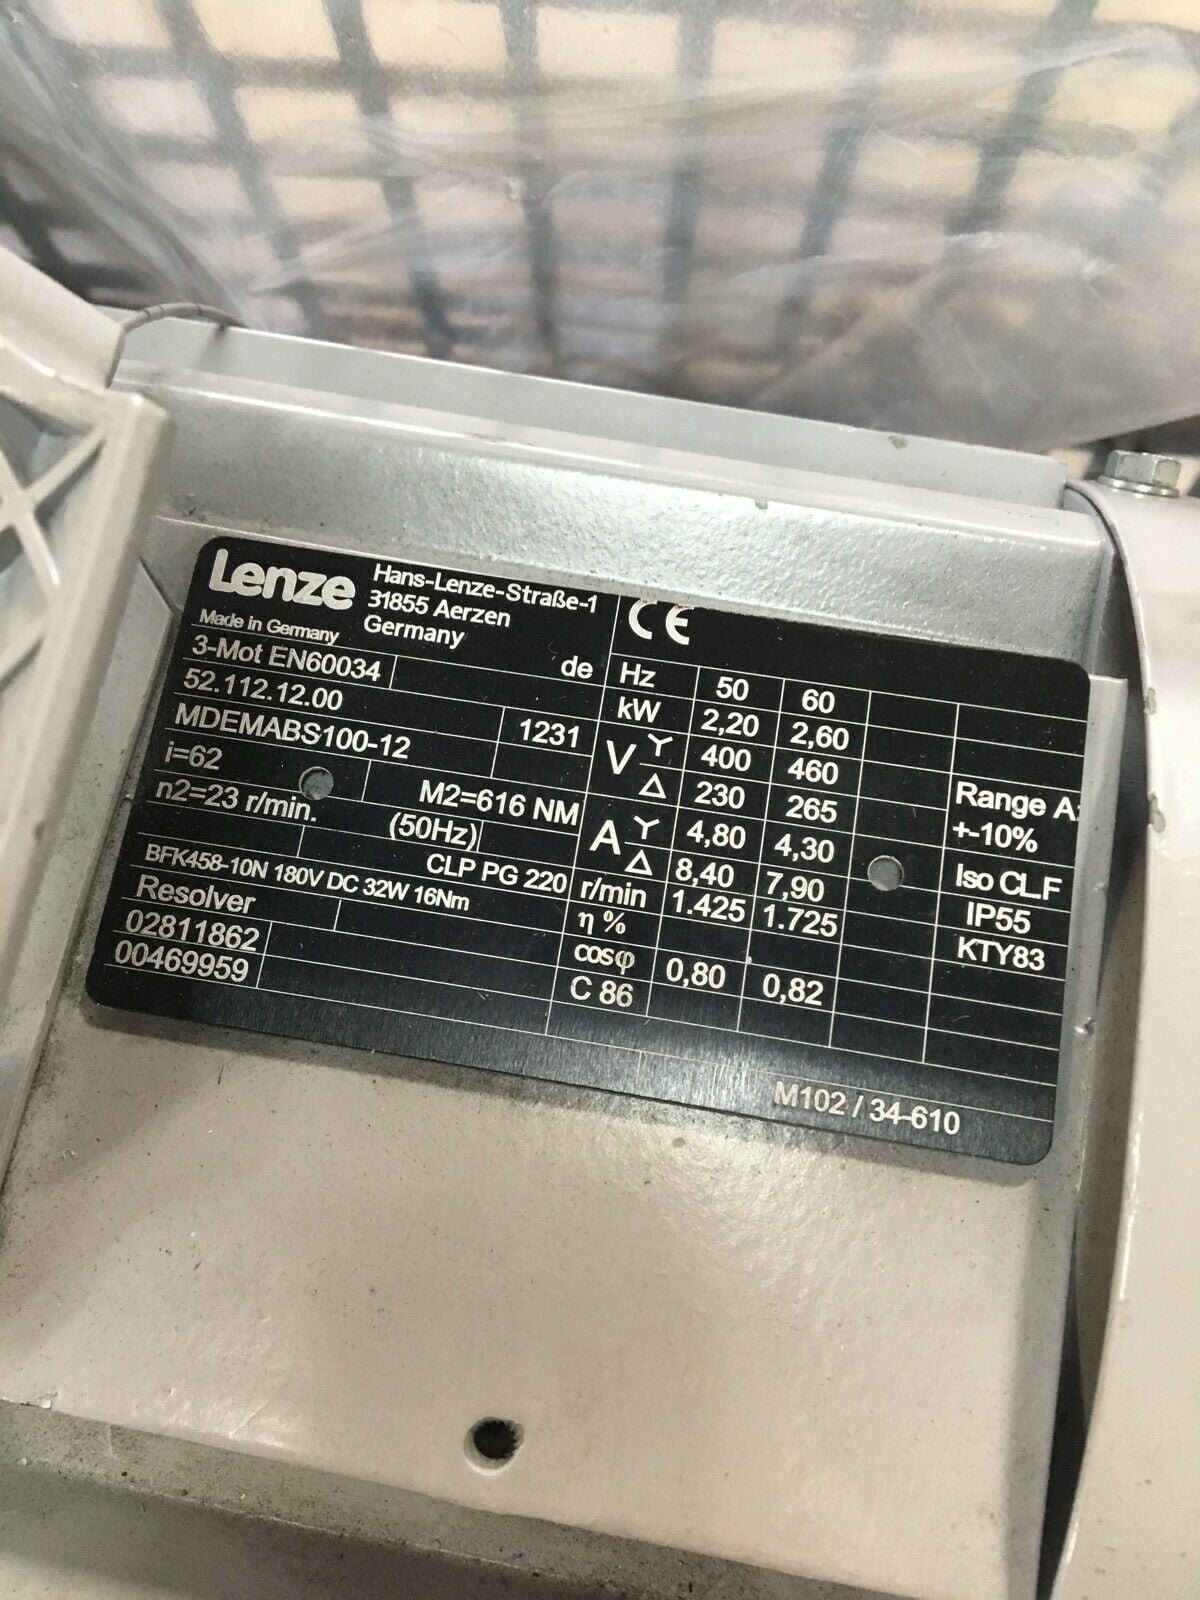 Lenze
Hans-Lenze-Straße-1
31855 Aerzen
Germany
Made in Germany
3-Mot EN60034
de
52.112.12.00
1231
MDEMABS100-12
i=62
M2=616 NM
n2=23 r/min.
(50Hz)
CLP PG 220
BFK458-10N 180V DC 32W 16Nm
Resolver
02811862
00469959
CE
Hz 50 60
kW 2,20 2,60
V Y 400 460
Δ 230 265
Range A:
+-10%
A Y 4,80 4,30
Δ 8,40 7,90
Iso CL.F
r/min 1.425 1.725
IP55
η %
KTY83
cosφ 0,80 0,82
C 86
M102 / 34-610